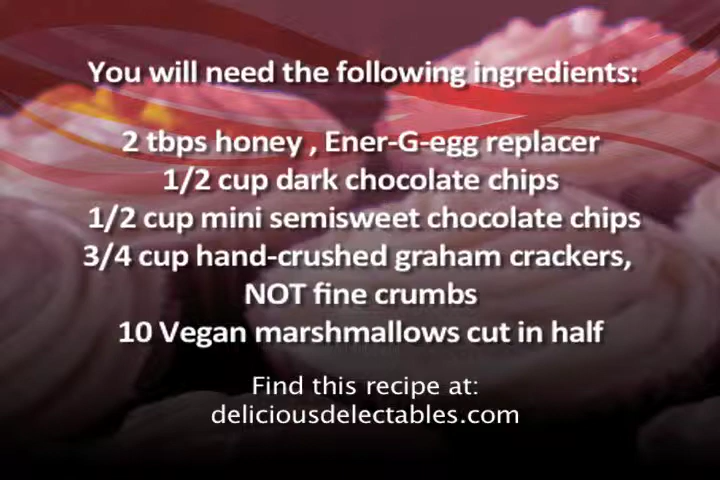 You will need the following ingredients:
2 tbps honey , Ener-G-egg replacer
1/2 cup dark chocolate chips
1/2 cup mini semisweet chocolate chips
3/4 cup hand-crushed graham crackers,
NOT fine crumbs
10 Vegan marshmallows cut in half
Find this recipe at:
deliciousdelectables.com